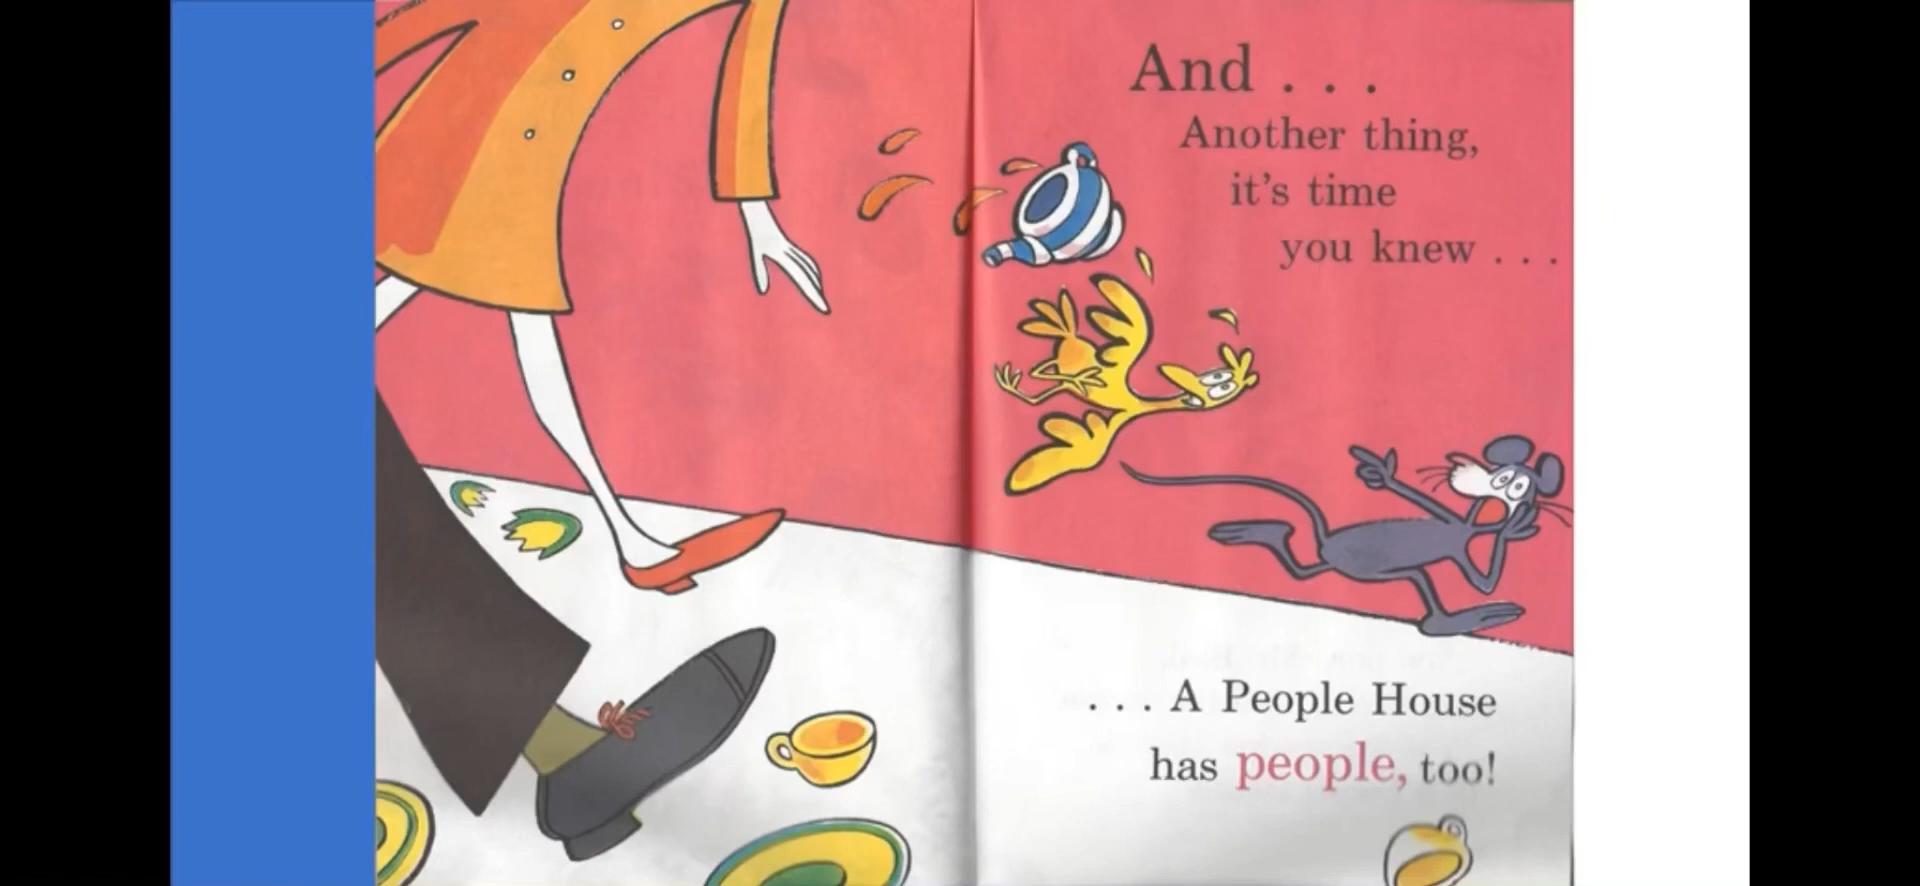 And . . .
Another thing,
it's time
you knew . . .
. . . A People House
has people, too!